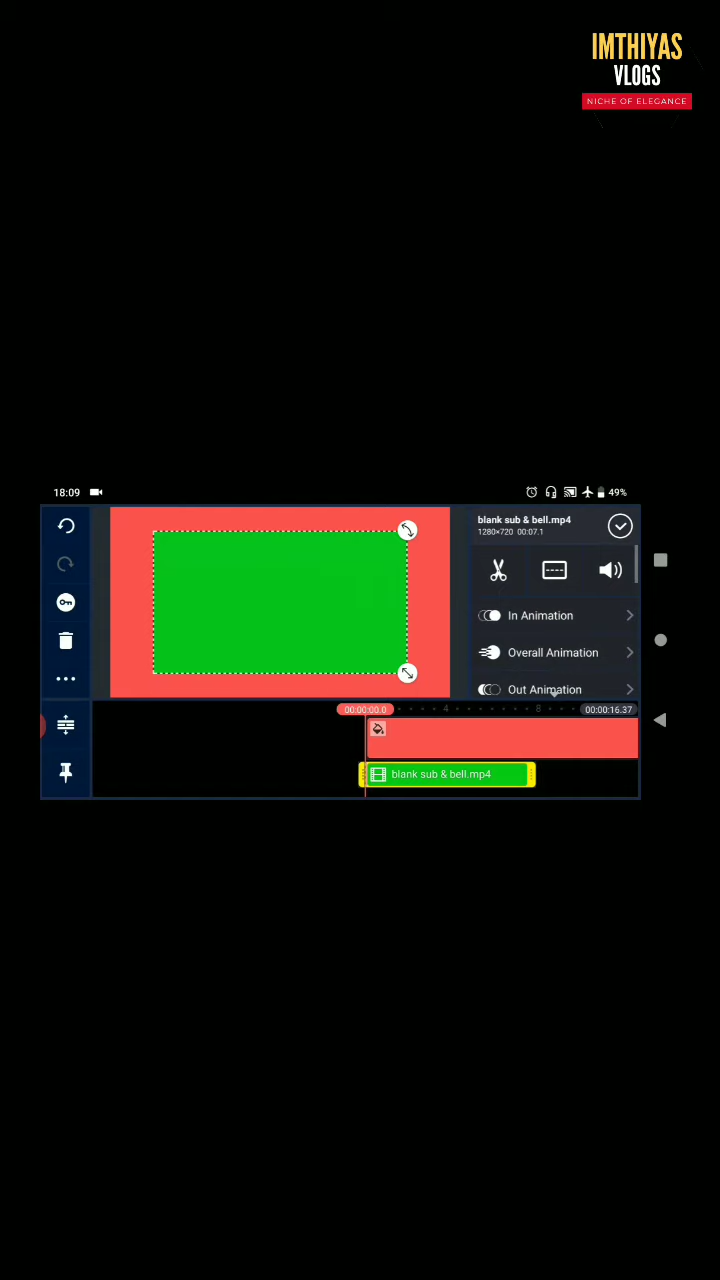 IMTHIYAS
VLOGS
NICHE OF ELEGANCE
18:09
49%
blank sub & bell.mp4
1280×720 00:07.1
In Animation
Overall Animation
Out Animation
00:00:00.0
4
8
00:00:16.37
blank sub & bell.mp4